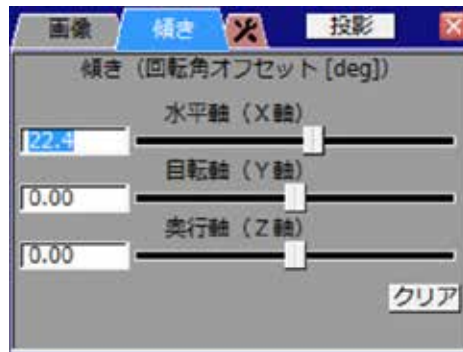 画像 傾き 投影
傾き（回転角オフセット [deg]）
水平軸（X軸）
22.4
自転軸（Y軸）
0.00
奥行軸（Z軸）
0.00
クリア